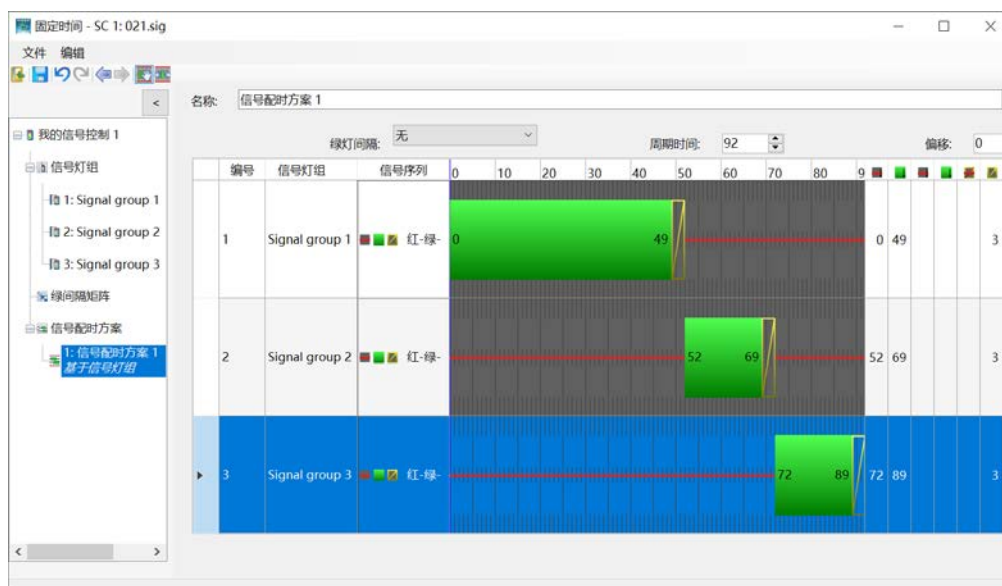 固定时间 - SC 1: 021.sig
文件 编辑
< 名称: 信号配时方案 1
我的信号控制 1
绿灯间隔: 无 周期时间: 92 偏移: 0
信号灯组
编号 信号灯组 信号序列 0 10 20 30 40 50 60 70 80 9
1: Signal group 1
2: Signal group 2
3: Signal group 3
绿间隔矩阵
信号配时方案
1: 信号配时方案 1
基于信号灯组
1 Signal group 1 红-绿- 0 49 0 49 3
2 Signal group 2 红-绿- 52 69 52 69 3
3 Signal group 3 红-绿- 72 89 72 89 3